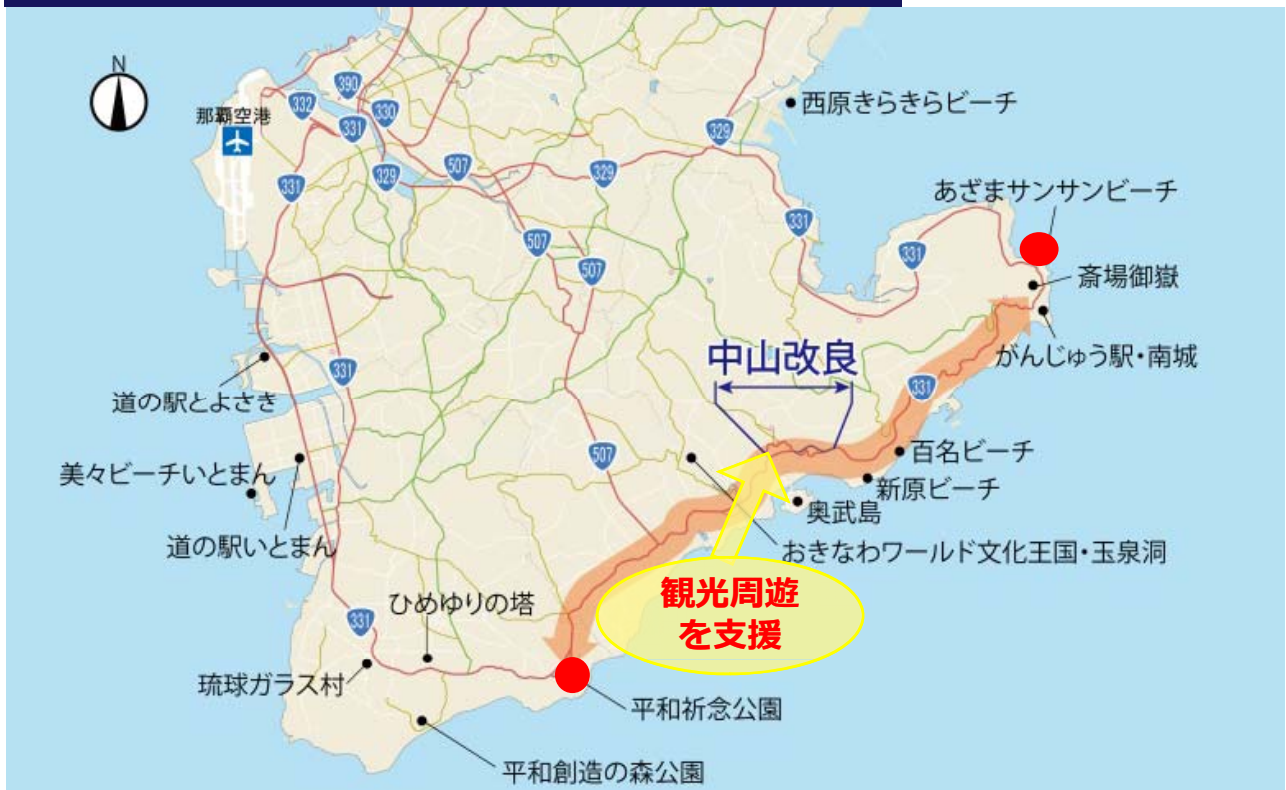 N
390
332
330
那覇空港
331
西原きらきらビーチ
329
507
331
329
329
あざまサンサンビーチ
331
331
507
507
斎場御嶽
がんじゅう駅・南城
中山改良
331
331
道の駅とよさき
507
百名ビーチ
美々ビーチいとまん
新原ビーチ
奥武島
道の駅いとまん
おきなわワールド文化王国・玉泉洞
観光周遊
を支援
ひめゆりの塔
331
琉球ガラス村
平和祈念公園
平和創造の森公園